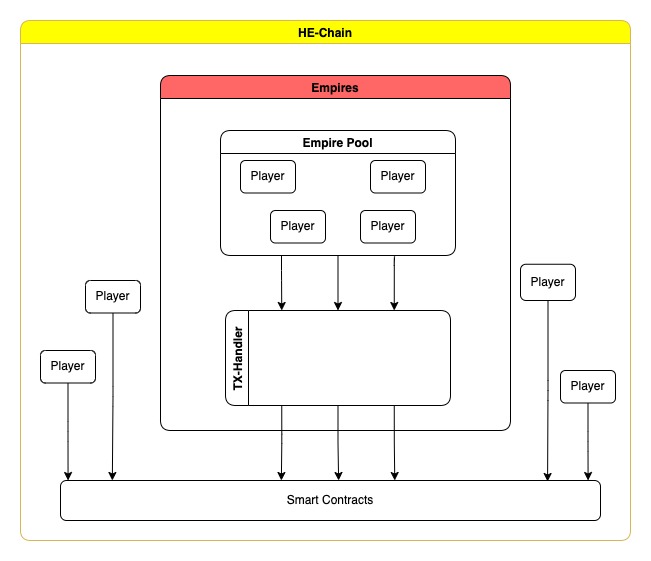 HE-Chain
Empires
Empire Pool
Player
Player
Player
Player
Player
Player
TX-Handler
Player
Player
Smart Contracts